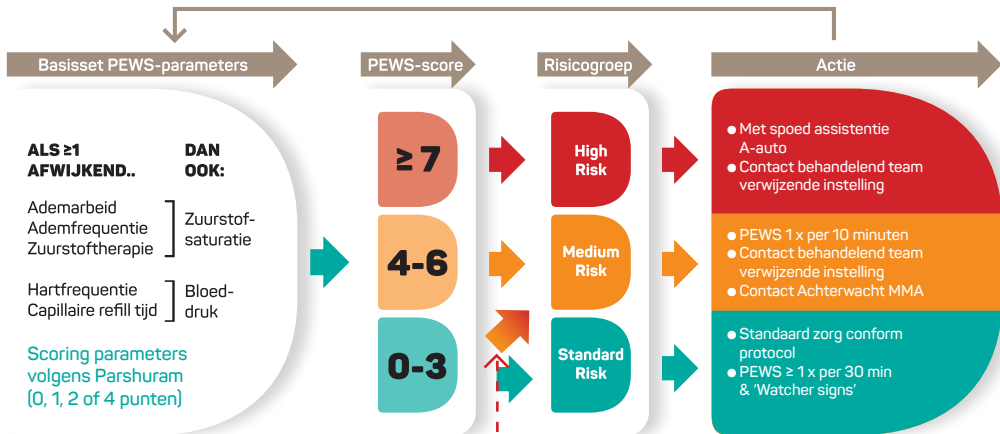 Basisset PEWS-parameters
PEWS-score
Risicogroep
Actie
ALS ≥1
AFWIJKEND..
DAN
OOK:
Ademarbeid
Ademfrequentie
Zuurstoftherapie
Zuurstof-
saturatie
Hartfrequentie
Capillaire refill tijd
Bloed-
druk
Scoring parameters
volgens Parshuram
(0, 1, 2 of 4 punten)
≥ 7
High
Risk
● Met spoed assistentie
A-auto
● Contact behandelend team
verwijzende instelling
4-6
Medium
Risk
● PEWS 1 x per 10 minuten
● Contact behandelend team
verwijzende instelling
● Contact Achterwacht MMA
0-3
Standard
Risk
● Standaard zorg conform
protocol
● PEWS ≥ 1 x per 30 min
& ‘Watcher signs’